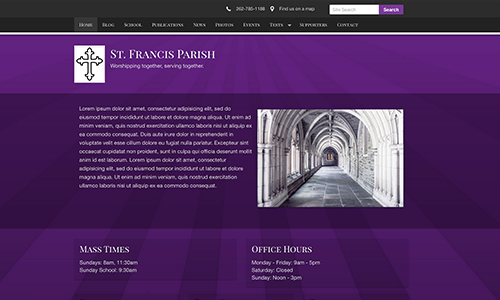 262-785-1188 Find us on a map Site Search Search
Home Blog School Publications News Photos Events Tests Supporters Contact
St. Francis Parish
Worshipping together, serving together.
Lorem ipsum dolor sit amet, consectetur adipisicing elit, sed do
eiusmod tempor incididunt ut labore et dolore magna aliqua. Ut enim ad
minim veniam, quis nostrud exercitation ullamco laboris nisi ut aliquip ex
ea commodo consequat. Duis aute irure dolor in reprehenderit in
voluptate velit esse cillum dolore eu fugiat nulla pariatur. Excepteur sint
occaecat cupidatat non proident, sunt in culpa qui officia deserunt mollit
anim id est laborum. Lorem ipsum dolor sit amet, consectetur
adipisicing elit, sed do eiusmod tempor incididunt ut labore et dolore
magna aliqua. Ut enim ad minim veniam, quis nostrud exercitation
ullamco laboris nisi ut aliquip ex ea commodo consequat.
Mass Times
Sundays: 8am, 11:30am
Sunday School: 9:30am
Office Hours
Monday - Friday: 9am - 5pm
Saturday: Closed
Sunday: Noon - 3pm